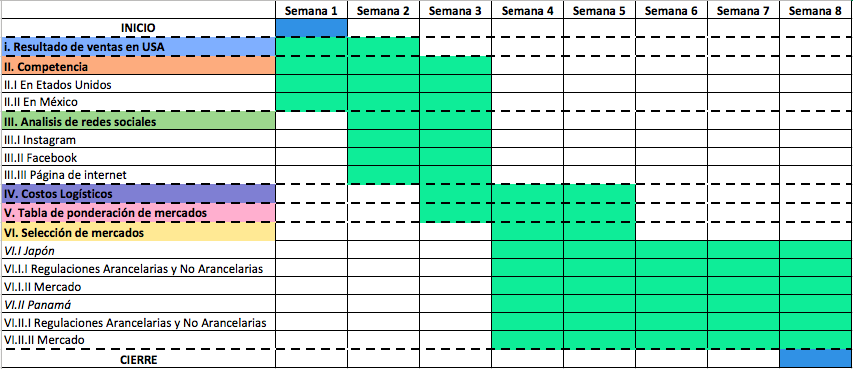 Semana 1 Semana 2 Semana 3 Semana 4 Semana 5 Semana 6 Semana 7 Semana 8
INICIO
i. Resultado de ventas en USA
II. Competencia
II.I En Etados Unidos
II.II En México
III. Analisis de redes sociales
III.I Instagram
III.II Facebook
III.III Página de internet
IV. Costos Logísticos
V. Tabla de ponderación de mercados
VI. Selección de mercados
VI.I Japón
VI.I.I Regulaciones Arancelarias y No Arancelarias
VI.I.II Mercado
VI.II Panamá
VI.II.I Regulaciones Arancelarias y No Arancelarias
VI.II.II Mercado
CIERRE